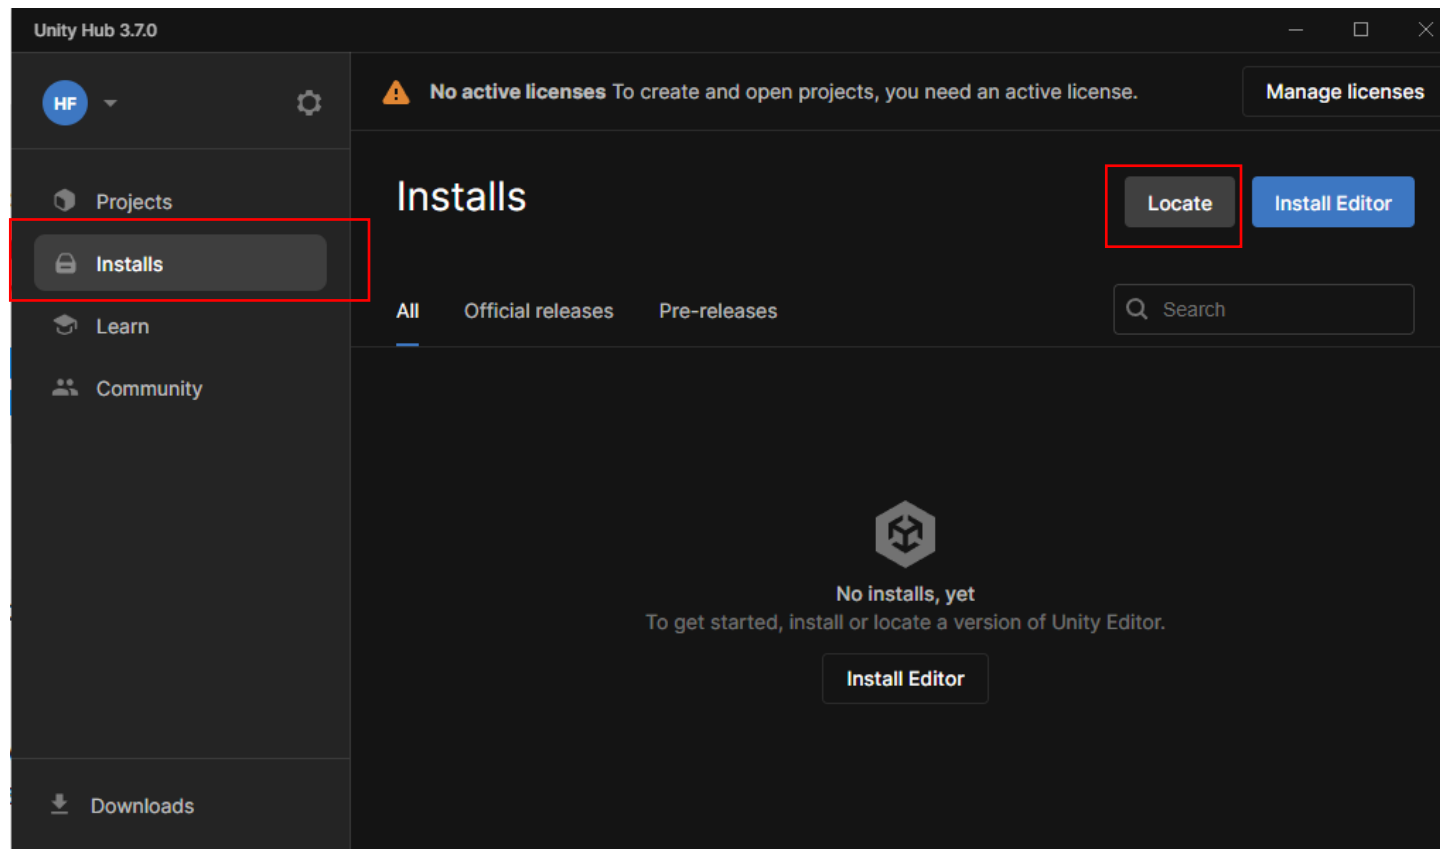 Unity Hub 3.7.0
HF
No active licenses To create and open projects, you need an active license.
Manage licenses
Projects
Installs
Learn
Community
Downloads
Installs
Locate
Install Editor
All
Official releases
Pre-releases
Search
No installs, yet
To get started, install or locate a version of Unity Editor.
Install Editor